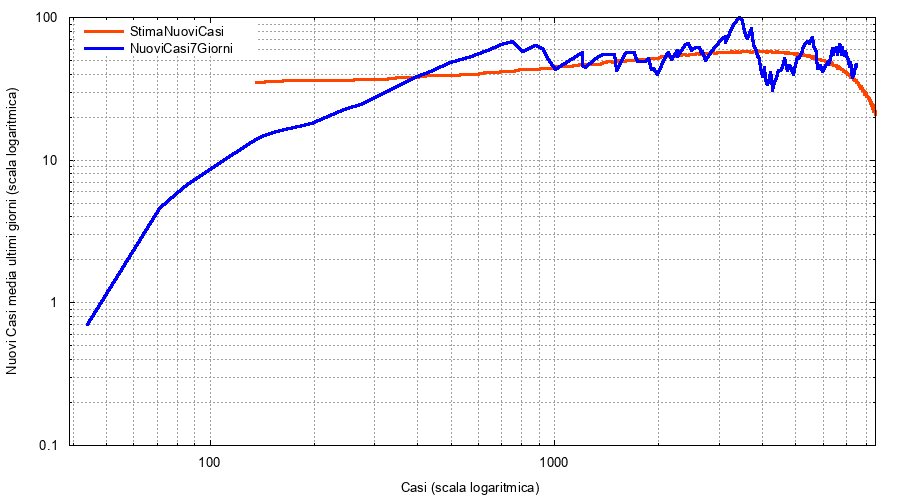 StimaNuoviCasi
NuoviCasi7Giorni
100
10
1
0.1
Nuovi Casi media ultimi giorni (scala logaritmica)
100
1000
Casi (scala logaritmica)